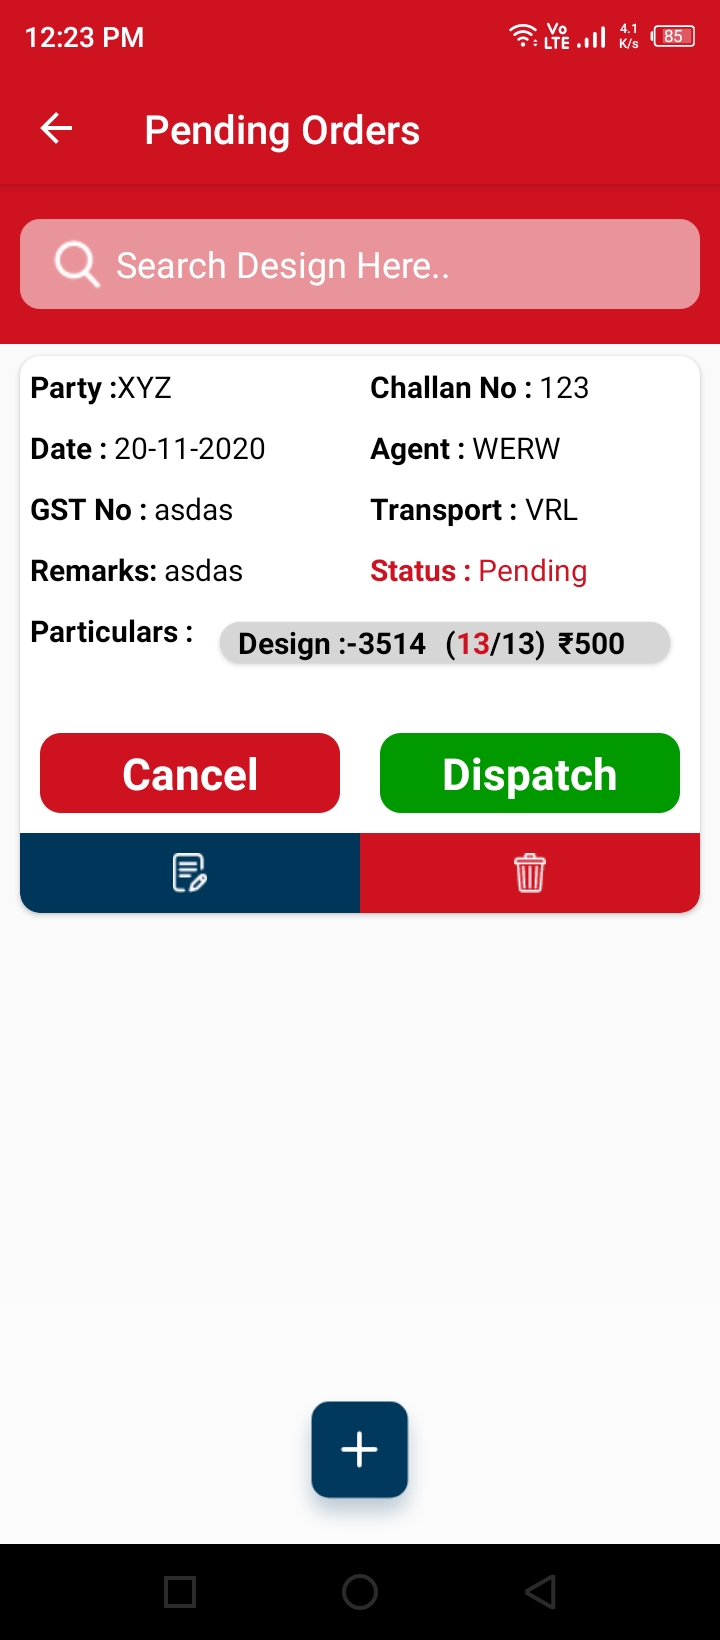 12:23 PM
Vo LTE
4.1 K/s
85
Pending Orders
Search Design Here..
Party :XYZ
Challan No : 123
Date : 20-11-2020
Agent : WERW
GST No : asdas
Transport : VRL
Remarks: asdas
Status : Pending
Particulars :
Design :-3514 (13/13) ₹500
Cancel
Dispatch